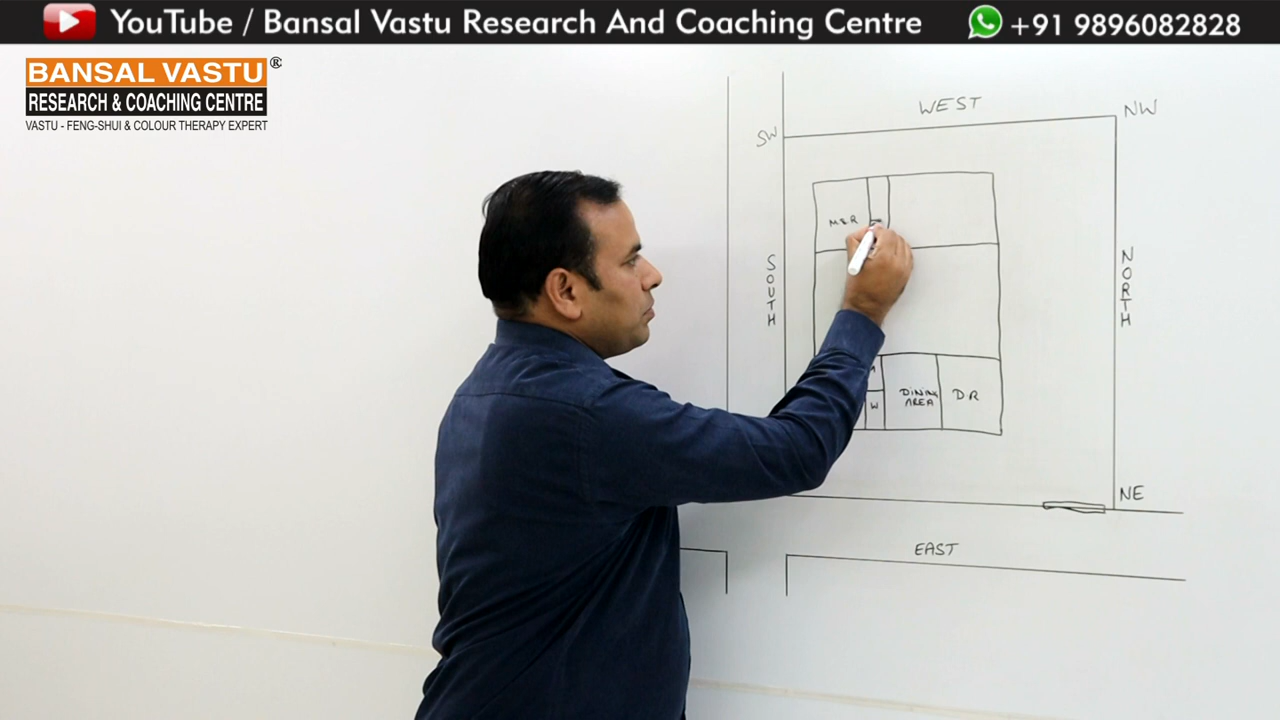 YouTube / Bansal Vastu Research And Coaching Centre
+91 9896082828
BANSAL VASTU®
RESEARCH & COACHING CENTRE
VASTU - FENG-SHUI & COLOUR THERAPY EXPERT
WEST
NW
SW
MBR
SOUTH
NORTH
W
DINING
AREA
DR
NE
EAST